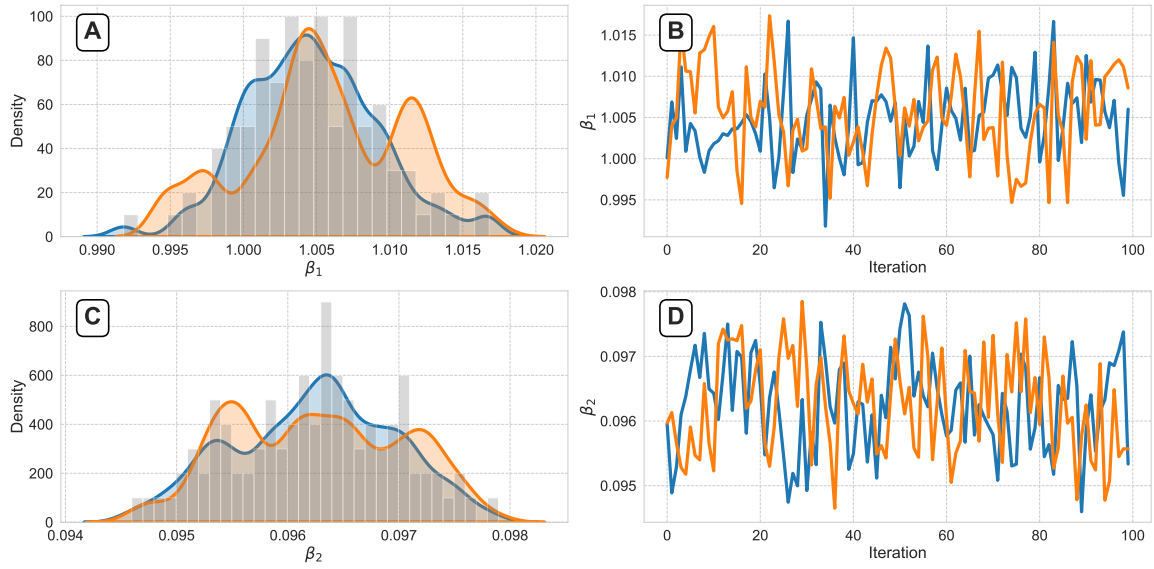 A
100
80
60
40
20
0
Density
0.990 0.995 1.000 1.005 1.010 1.015 1.020
β1
B
1.015
1.010
1.005
1.000
0.995
β1
0 20 40 60 80 100
Iteration
C
800
600
400
200
0
Density
0.094 0.095 0.096 0.097 0.098
β2
D
0.098
0.097
0.096
0.095
β2
0 20 40 60 80 100
Iteration